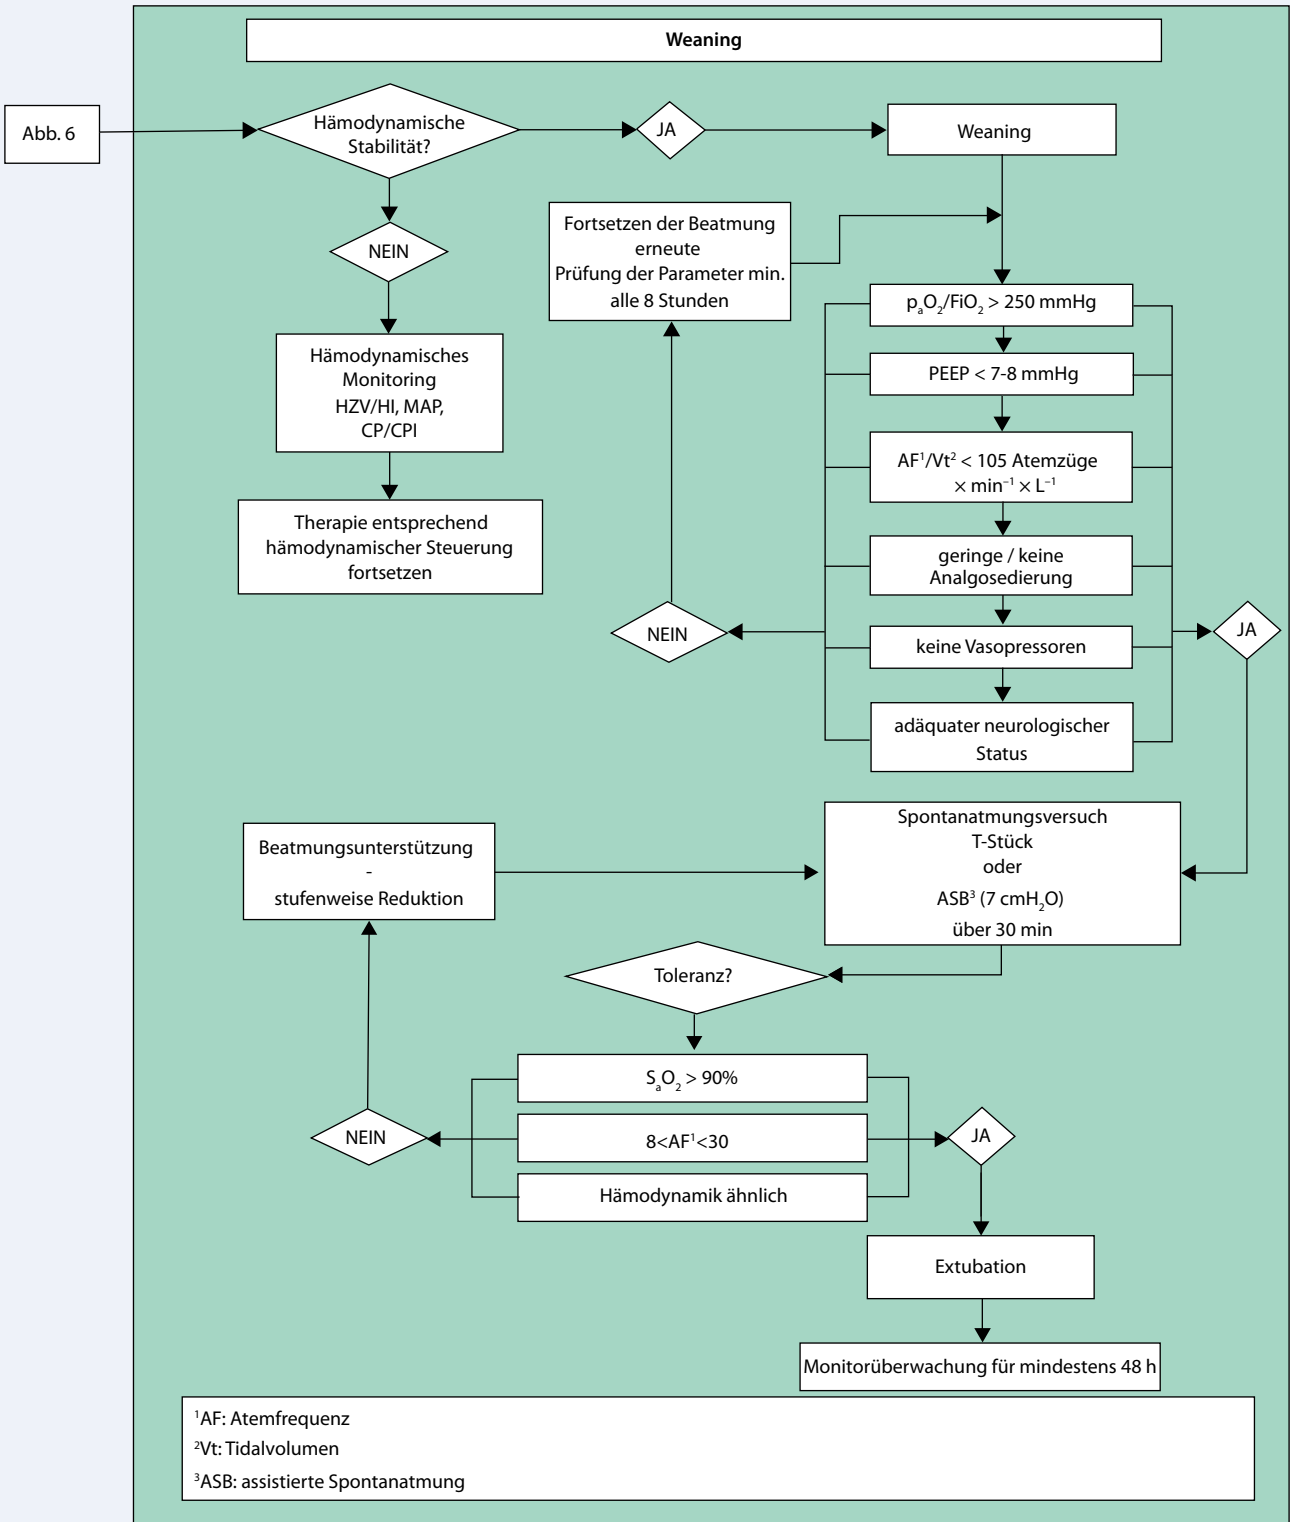 Weaning
Abb. 6
Hämodynamische
Stabilität?
JA
Weaning
NEIN
Fortsetzen der Beatmung
erneute
Prüfung der Parameter min.
alle 8 Stunden
Hämodynamisches
Monitoring
HZV/HI, MAP,
CP/CPI
Therapie entsprechend
hämodynamischer Steuerung
fortsetzen
pₐO₂/FiO₂ > 250 mmHg
PEEP < 7-8 mmHg
AF¹/Vt² < 105 Atemzüge
× min⁻¹ × L⁻¹
geringe / keine
Analgosedierung
keine Vasopressoren
adäquater neurologischer
Status
NEIN
JA
Spontanatmungsversuch
T-Stück
oder
ASB³ (7 cmH₂O)
über 30 min
Beatmungsunterstützung
-
stufenweise Reduktion
Toleranz?
SₐO₂ > 90%
8<AF¹<30
Hämodynamik ähnlich
NEIN
JA
Extubation
Monitorüberwachung für mindestens 48 h
¹AF: Atemfrequenz
²Vt: Tidalvolumen
³ASB: assistierte Spontanatmung